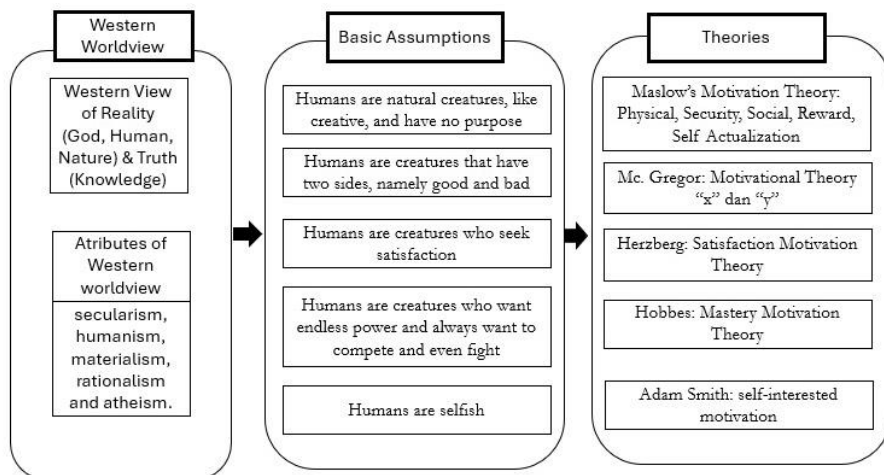 Western
Worldview
Western
View of Reality
(God, Human,
Nature) & Truth
(Knowledge)
Atributes of
Western
worldview
secularism,
humanism,
materialism,
rationalism
and atheism.
Basic Assumptions
Humans are natural creatures, like
creative, and have no purpose
Humans are creatures that have
two sides, namely good and bad
Humans are creatures who seek
satisfaction
Humans are creatures who want
endless power and always want to
compete and even fight
Humans are selfish
Theories
Maslow's Motivation Theory:
Physical, Security, Social, Reward,
Self Actualization
Mc. Gregor: Motivational Theory
“x” dan “y”
Herzberg: Satisfaction Motivation
Theory
Hobbes: Mastery Motivation
Theory
Adam Smith: self-interested
motivation